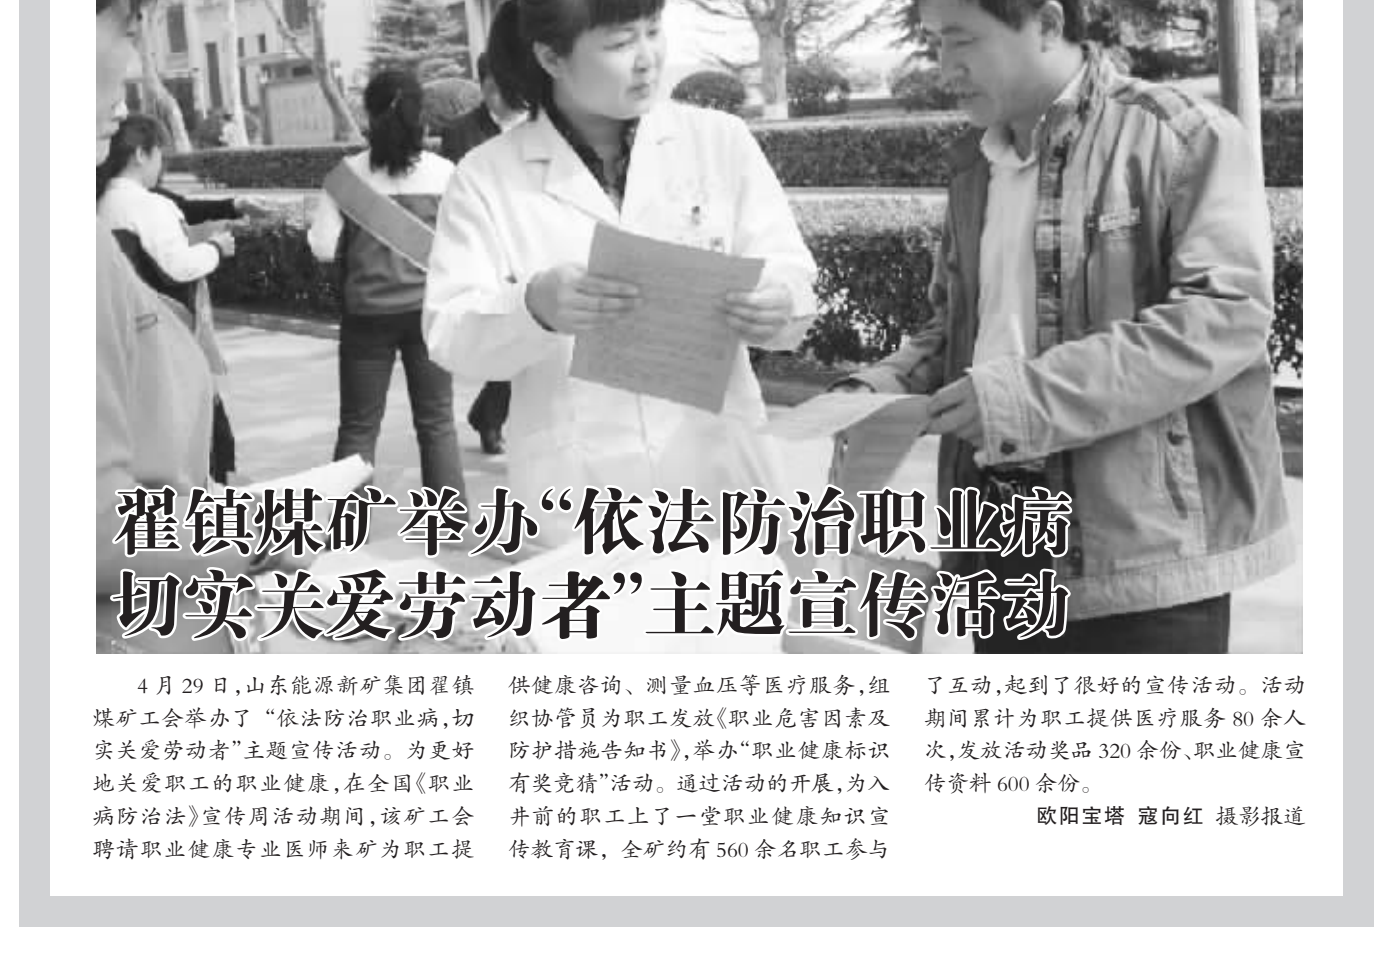 翟镇煤矿举办“依法防治职业病
切实关爱劳动者”主题宣传活动
4 月 29 日,山东能源新矿集团翟镇
煤矿工会举办了 “依法防治职业病,切
实关爱劳动者”主题宣传活动。为更好
地关爱职工的职业健康,在全国《职业
病防治法》宣传周活动期间,该矿工会
聘请职业健康专业医师来矿为职工提
供健康咨询、测量血压等医疗服务,组
织协管员为职工发放《职业危害因素及
防护措施告知书》,举办“职业健康标识
有奖竞猜”活动。通过活动的开展,为入
井前的职工上了一堂职业健康知识宣
传教育课，全矿约有 560 余名职工参与
了互动,起到了很好的宣传活动。活动
期间累计为职工提供医疗服务 80 余人
次,发放活动奖品 320 余份、职业健康宣
传资料 600 余份。
欧阳宝塔 寇向红 摄影报道